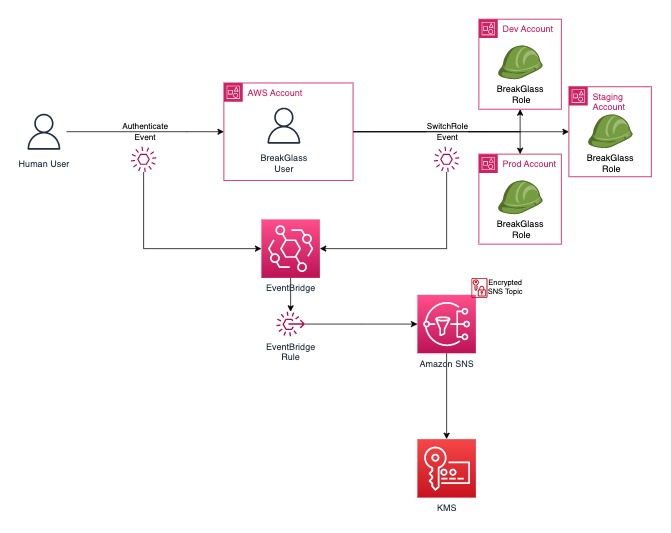 Dev Account
BreakGlass
Role
AWS Account
Staging
Account
Authenticate
Event
SwitchRole
Event
Human User
BreakGlass
User
BreakGlass
Role
Prod Account
BreakGlass
Role
EventBridge
Encrypted
SNS Topic
EventBridge
Rule
Amazon SNS
KMS